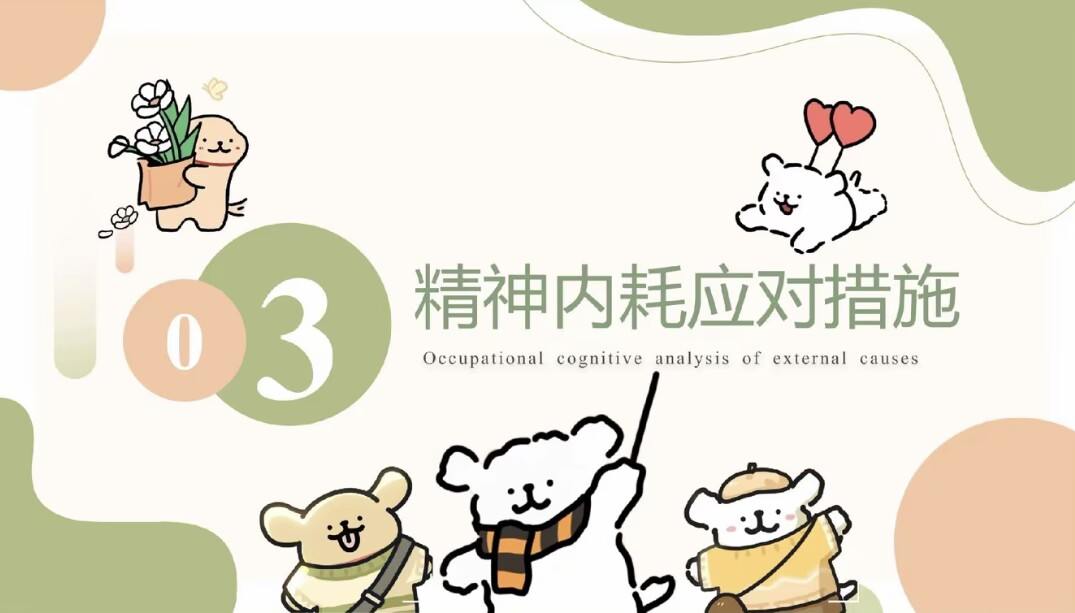 03
精神内耗应对措施
Occupational cognitive analysis of external causes